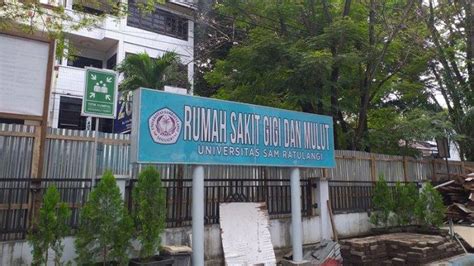 RUMAH SAKIT GIGI DAN MULUT
UNIVERSITAS SAM RATULANGI